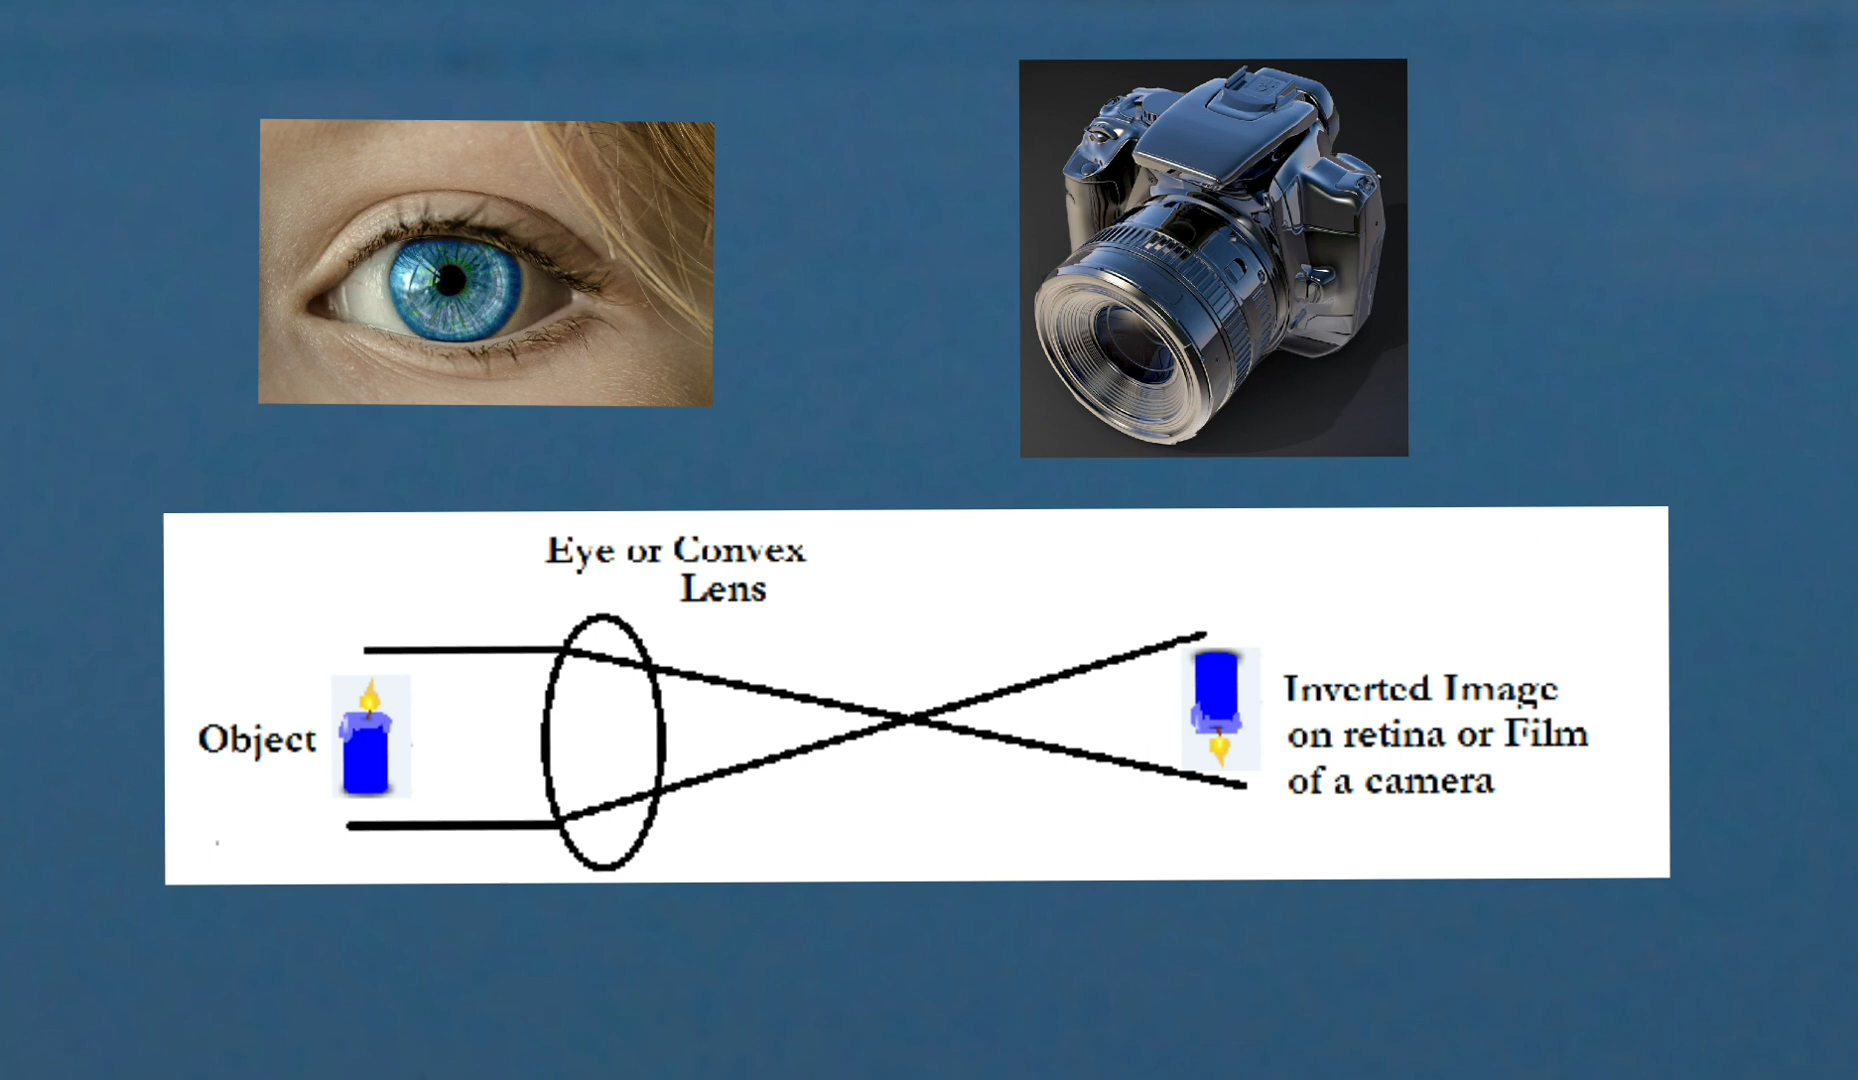 Eye or Convex
Lens
Object
Inverted Image
on retina or Film
of a camera